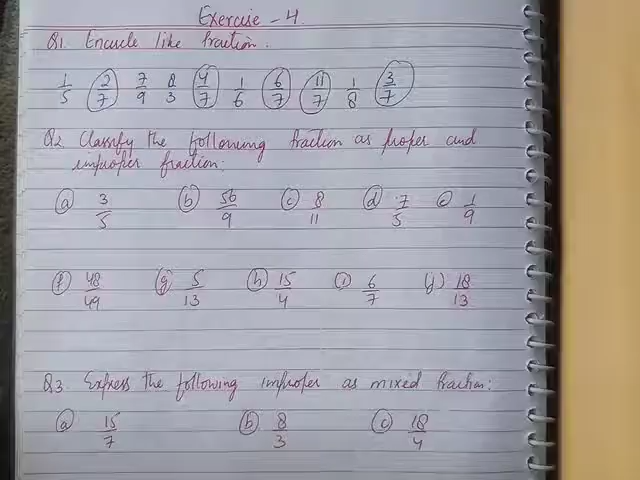 Exercise - 4.
Q1. Encircle like fraction.
1/5 2/7 7/9 8/3 4/7 1/6 6/7 11/7 1/8 3/7
Q2. Classify the following fraction as proper and
improper fraction:
(a) 3/5 (b) 56/9 (c) 8/11 (d) 7/5 (e) 1/9
(f) 48/49 (g) 5/13 (h) 15/4 (i) 6/7 (j) 18/13
Q3. Express the following improper as mixed fraction:
(a) 15/7 (b) 8/3 (c) 18/4